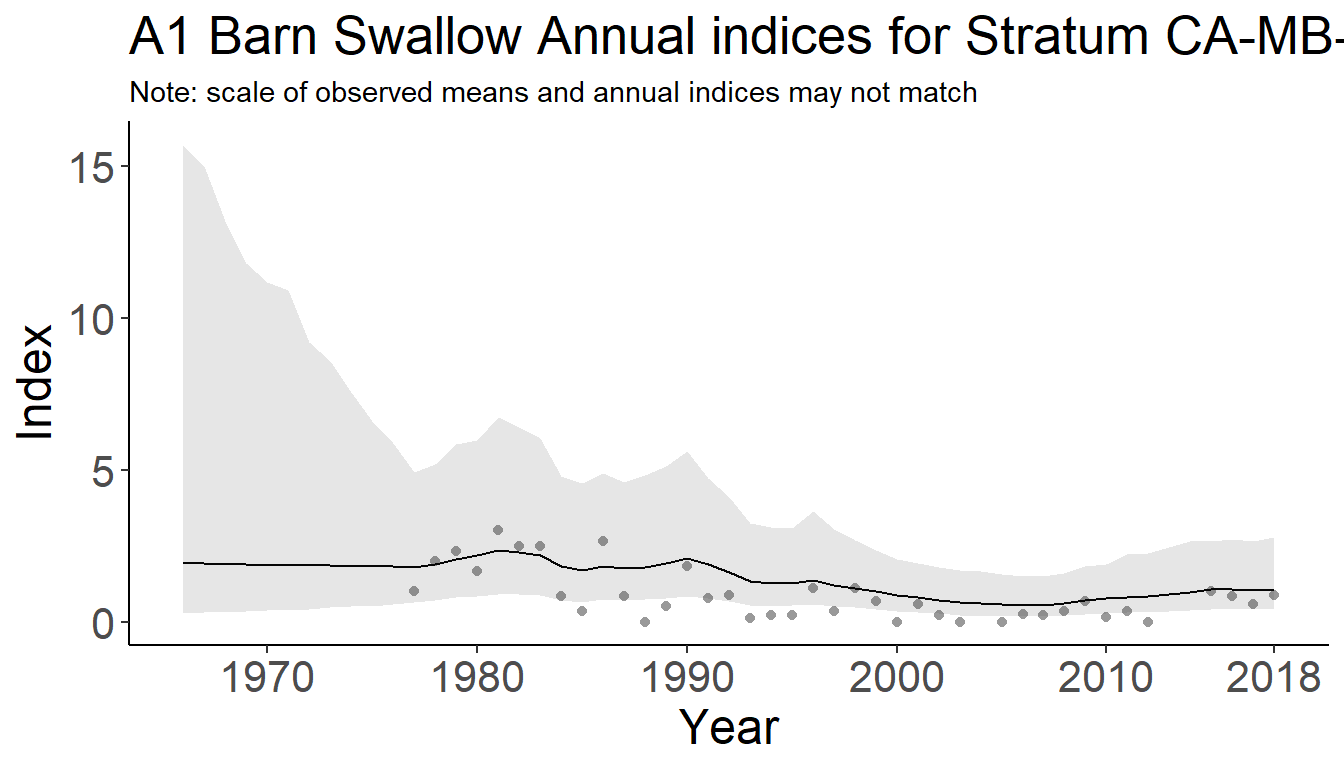 A1 Barn Swallow Annual indices for Stratum CA-MB-
Note: scale of observed means and annual indices may not match
15
10
5
0
Index
1970 1980 1990 2000 2010 2018
Year